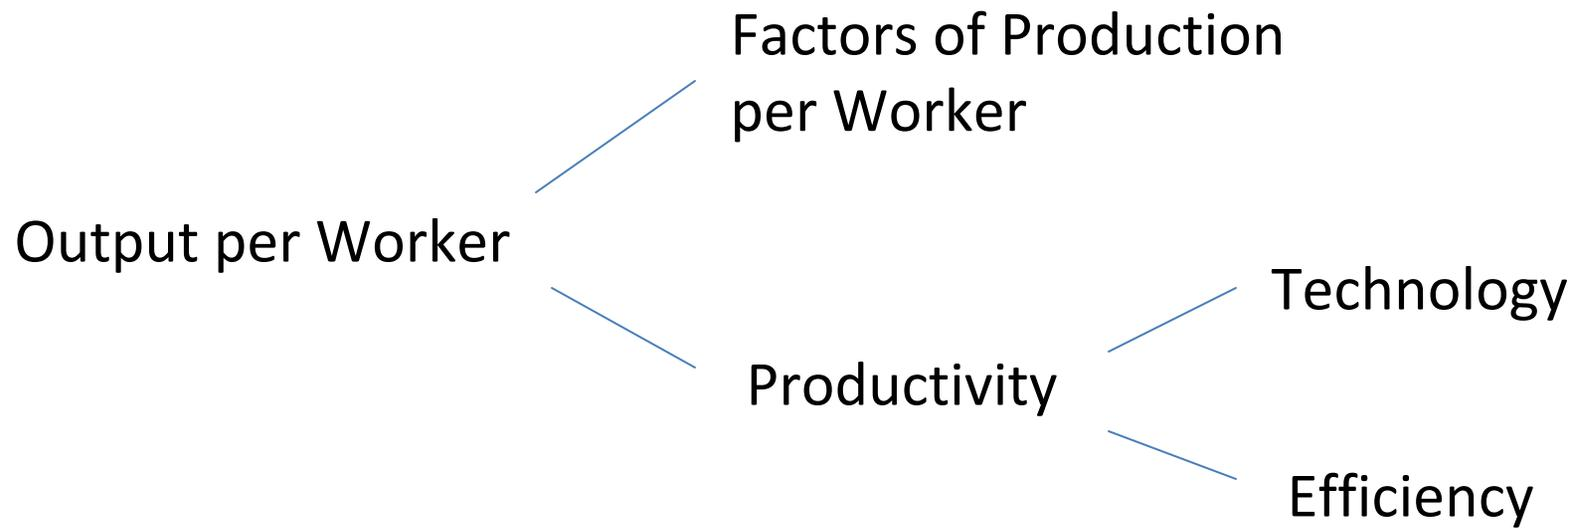 Factors of Production
per Worker
Output per Worker
Technology
Productivity
Efficiency